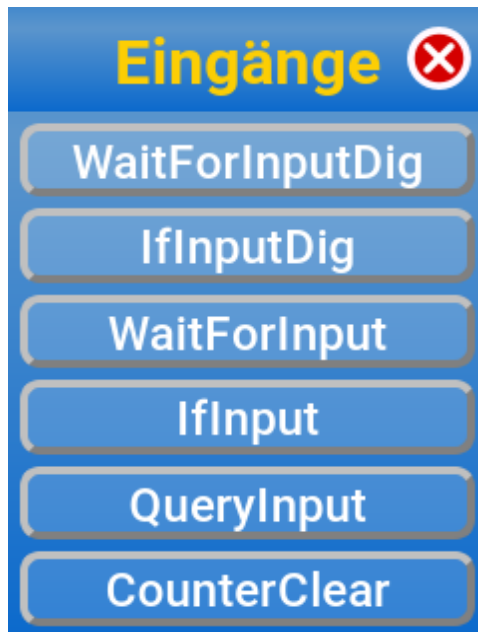 Eingänge
WaitForInputDig
IfInputDig
WaitForInput
IfInput
QueryInput
CounterClear